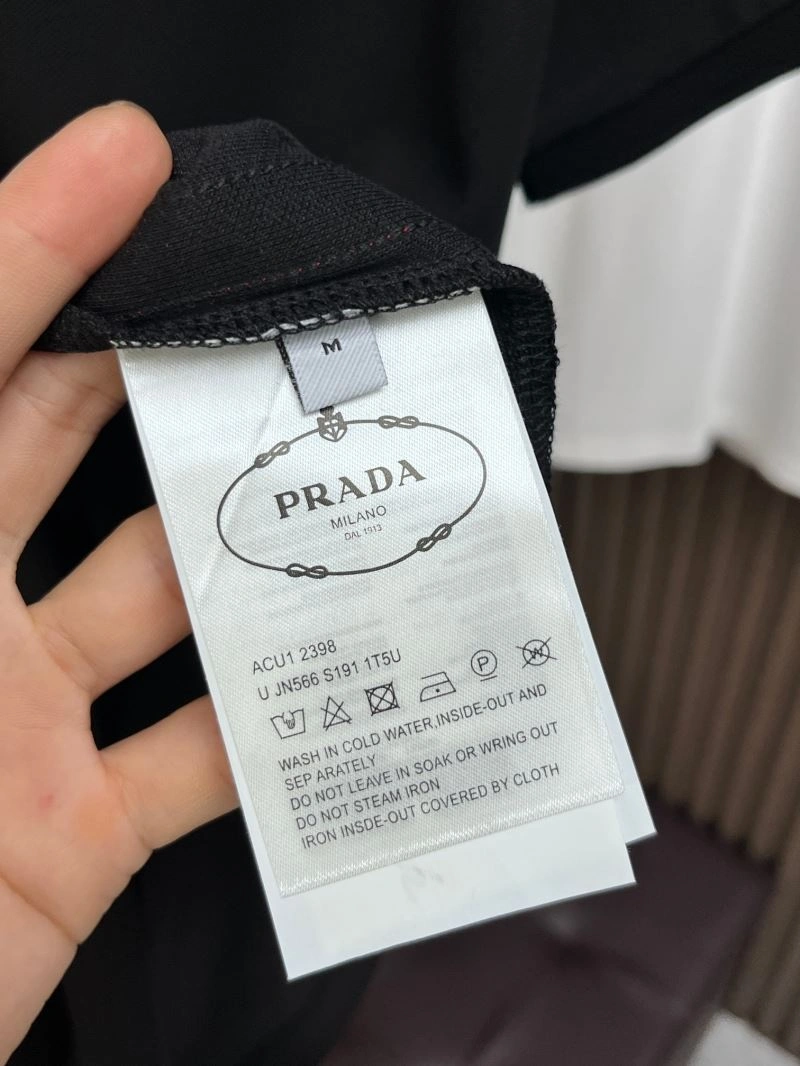 M
PRADA
MILANO
DAL 1913
ACU1 2398
U JN566 S191 1T5U
P
W
WASH IN COLD WATER,INSIDE-OUT AND
SEP ARATELY
DO NOT LEAVE IN SOAK OR WRING OUT
DO NOT STEAM IRON
IRON INSDE-OUT COVERED BY CLOTH